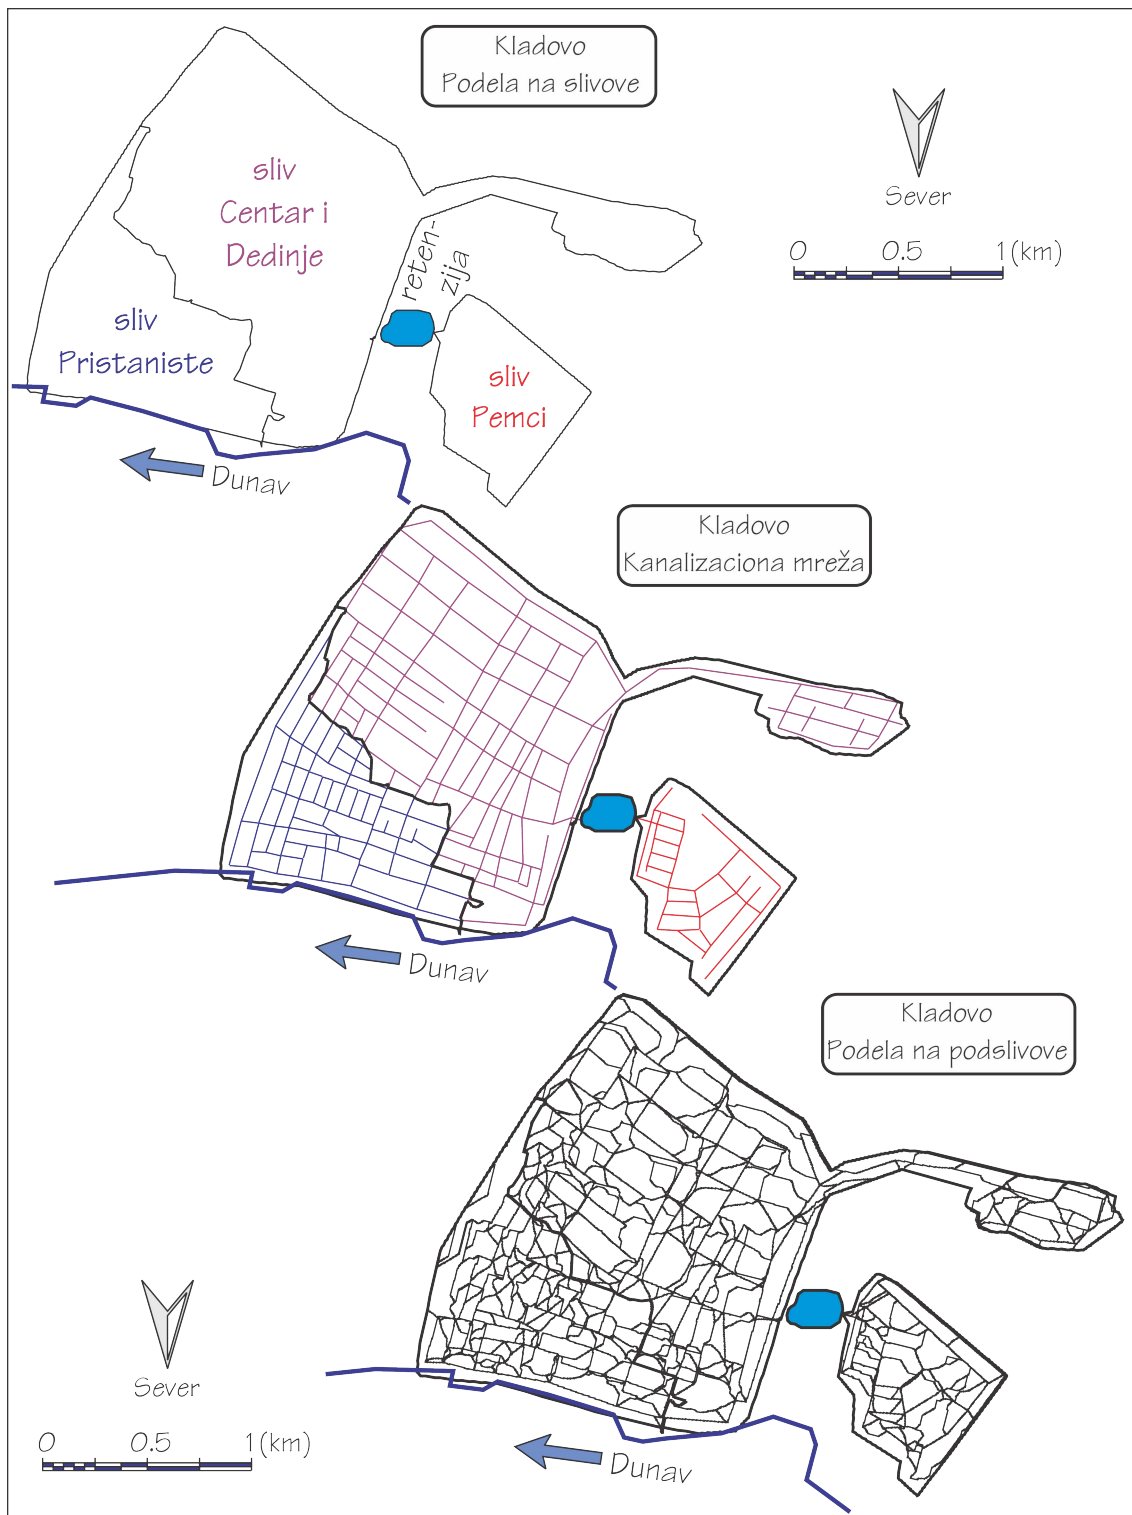 Kladovo
Podela na slivove
sliv
Centar i
Dedinje
Sever
0 0.5 1(km)
reten-
zija
sliv
Pristaniste
sliv
Pemci
Dunav
Kladovo
Kanalizaciona mreža
Dunav
Kladovo
Podela na podslivove
Sever
0 0.5 1(km)
Dunav